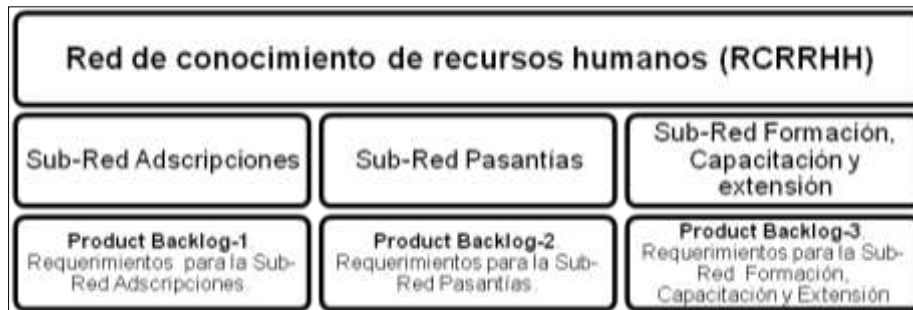 Red de conocimiento de recursos humanos (RCRRHH)
Sub-Red Adscripciones
Sub-Red Pasantías
Sub-Red Formación,
Capacitación y
extensión
Product Backlog-1
Requerimientos para la Sub-
Red Adscripciones.
Product Backlog-2
Requerimientos para la Sub-
Red Pasantías.
Product Backlog-3
Requerimientos para la Sub-
Red Formación,
Capacitación y Extensión